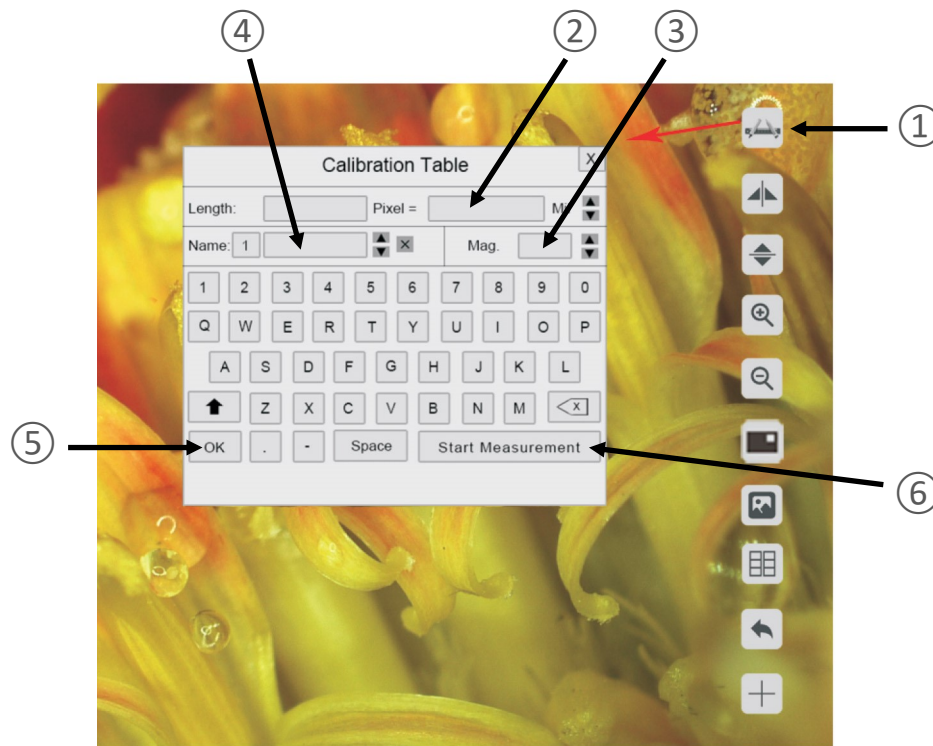 ④ ② ③
①
Calibration Table X
Length: Pixel = M
Name: 1 X Mag.
1 2 3 4 5 6 7 8 9 0
Q W E R T Y U I O P
A S D F G H J K L
Z X C V B N M X
⑤ OK . - Space Start Measurement
⑥